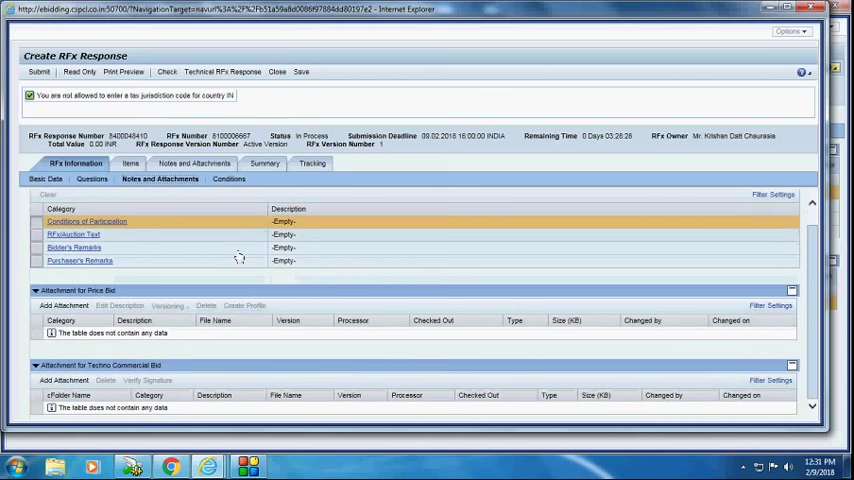 http://ebidding.cspcl.co.in:50700/?NavigationTarget=navurl%3A%2F%2Fb51a59a8d0086f97884dd80197e2 - Internet Explorer
Options
Create RFx Response
Submit Read Only Print Preview Check Technical RFx Response Close Save
You are not allowed to enter a tax jurisdiction code for country IN
RFx Response Number 8400048410 RFx Number 8100006667 Status In Process Submission Deadline 09.02.2018 16:00:00 INDIA Remaining Time 0 Days 03:28:26 RFx Owner Mr. Krishan Datt Chaurasia
Total Value 0.00 INR RFx Response Version Number Active Version RFx Version Number 1
RFx Information Items Notes and Attachments Summary Tracking
Basic Data Questions Notes and Attachments Conditions
Clear Filter Settings
Category Description
Conditions of Participation -Empty-
RFx/Auction Text -Empty-
Bidder's Remarks -Empty-
Purchaser's Remarks -Empty-
Attachment for Price Bid
Add Attachment Edit Description Versioning Delete Create Profile Filter Settings
Category Description File Name Version Processor Checked Out Type Size (KB) Changed by Changed on
The table does not contain any data
Attachment for Techno Commercial Bid
Add Attachment Delete Verify Signature Filter Settings
cFolder Name Category Description File Name Version Processor Checked Out Type Size (KB) Changed by Changed on
The table does not contain any data
12:31 PM
2/9/2018